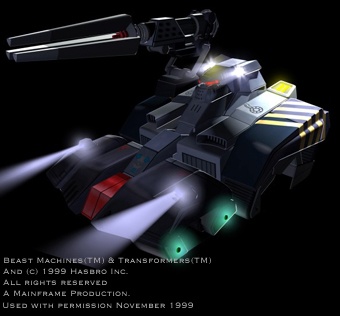 Beast Machines(TM) & Transformers(TM)
And (c) 1999 Hasbro Inc.
All rights reserved
A Mainframe Production.
Used with permission November 1999